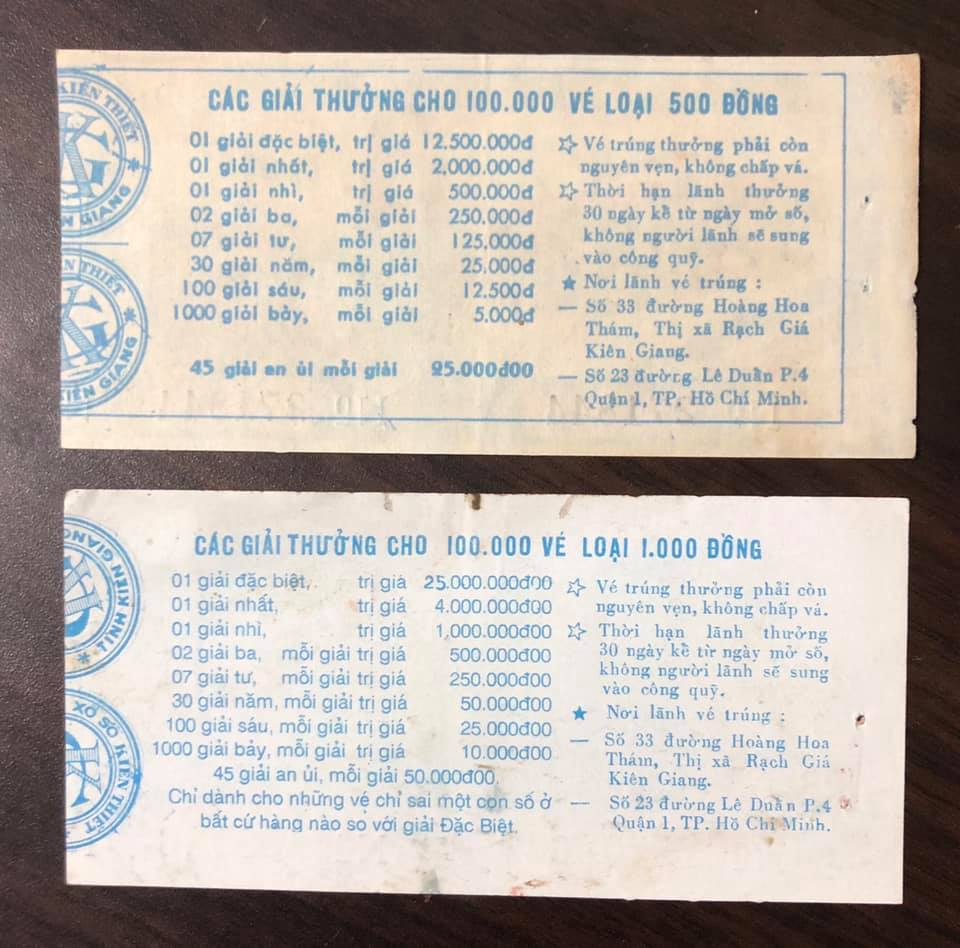 CÁC GIẢI THƯỞNG CHO 100.000 VÉ LOẠI 500 ĐỒNG
01 giải đặc biệt, trị giá 12.500.000đ
01 giải nhất, trị giá 2,000.000đ
01 giải nhì, trị giá 500.000đ
02 giải ba, mỗi giải 250.000đ
07 giải tư, mỗi giải 125.000đ
30 giải năm, mỗi giải 25.000đ
100 giải sáu, mỗi giải 12.500đ
1000 giải bảy, mỗi giải 5.000đ
45 giải an ủi mỗi giải 25.000đ00
Vé trúng thưởng phải còn
nguyên vẹn, không chấp vá.
Thời hạn lãnh thưởng
30 ngày kể từ ngày mở số,
không người lãnh sẽ sung
vào công quỹ.
★ Nơi lãnh vé trúng :
— Số 33 đường Hoàng Hoa
Thám, Thị xã Rạch Giá
Kiên Giang.
— Số 23 đường Lê Duẩn P.4
Quận 1, TP. Hồ Chí Minh.
KIẾN THIẾT
KIÊN GIANG
KIẾN THIẾT
KIÊN GIANG
CÁC GIẢI THƯỞNG CHO 100.000 VÉ LOẠI 1.000 ĐỒNG
01 giải đặc biệt, trị giá 25.000.000đ00
01 giải nhất, trị giá 4.000.000đ00
01 giải nhì, trị giá 1,000.000đ00
02 giải ba, mỗi giải trị giá 500.000đ00
07 giải tư, mỗi giải trị giá 250.000đ00
30 giải năm, mỗi giải trị giá 50.000đ00
100 giải sáu, mỗi giải trị giá 25.000đ00
1000 giải bảy, mỗi giải trị giá 10.000đ00
45 giải an ủi, mỗi giải 50.000đ00.
Chỉ dành cho những vé chỉ sai một con số ở
bất cứ hàng nào so với giải Đặc Biệt.
Vé trúng thưởng phải còn
nguyên vẹn, không chấp vá.
Thời hạn lãnh thưởng
30 ngày kể từ ngày mở số,
không người lãnh sẽ sung
vào công quỹ.
★ Nơi lãnh vé trúng :
— Số 33 đường Hoàng Hoa
Thám, Thị xã Rạch Giá
Kiên Giang.
— Số 23 đường Lê Duẩn P.4
Quận 1, TP. Hồ Chí Minh.
TỈNH KIÊN GIANG
XỔ SỐ KIẾN THIẾT